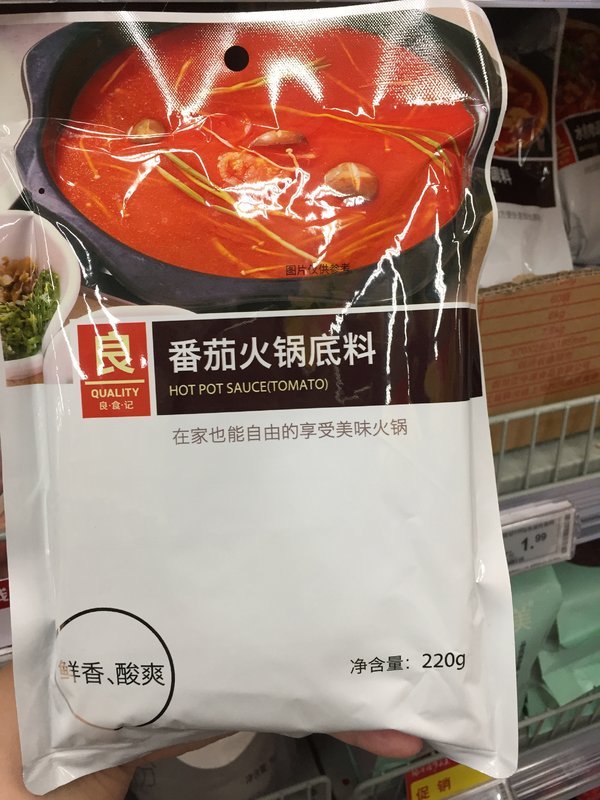 图片仅供参考
良
QUALITY
良·食·记
番茄火锅底料
HOT POT SAUCE(TOMATO)
在家也能自由的享受美味火锅
鲜香、酸爽
净含量：220g
1.99
促销